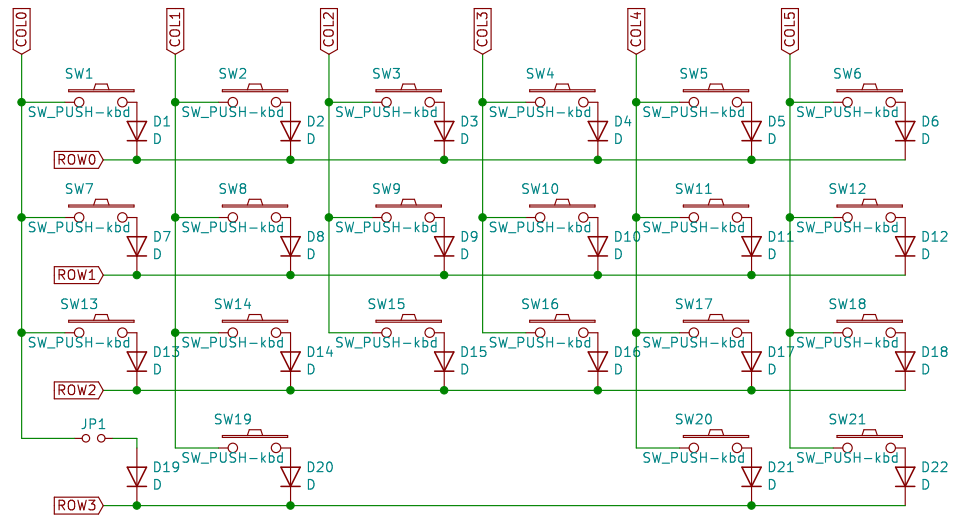 COL0 COL1 COL2 COL3 COL4 COL5
SW1 SW2 SW3 SW4 SW5 SW6
SW_PUSH-kbd SW_PUSH-kbd SW_PUSH-kbd SW_PUSH-kbd SW_PUSH-kbd SW_PUSH-kbd
D1 D2 D3 D4 D5 D6
D D D D D D
ROW0
SW7 SW8 SW9 SW10 SW11 SW12
SW_PUSH-kbd SW_PUSH-kbd SW_PUSH-kbd SW_PUSH-kbd SW_PUSH-kbd SW_PUSH-kbd
D7 D8 D9 D10 D11 D12
D D D D D D
ROW1
SW13 SW14 SW15 SW16 SW17 SW18
SW_PUSH-kbd SW_PUSH-kbd SW_PUSH-kbd SW_PUSH-kbd SW_PUSH-kbd SW_PUSH-kbd
D13 D14 D15 D16 D17 D18
D D D D D D
ROW2
JP1 SW19 SW20 SW21
SW_PUSH-kbd SW_PUSH-kbd SW_PUSH-kbd
D19 D20 D21 D22
D D D D
ROW3